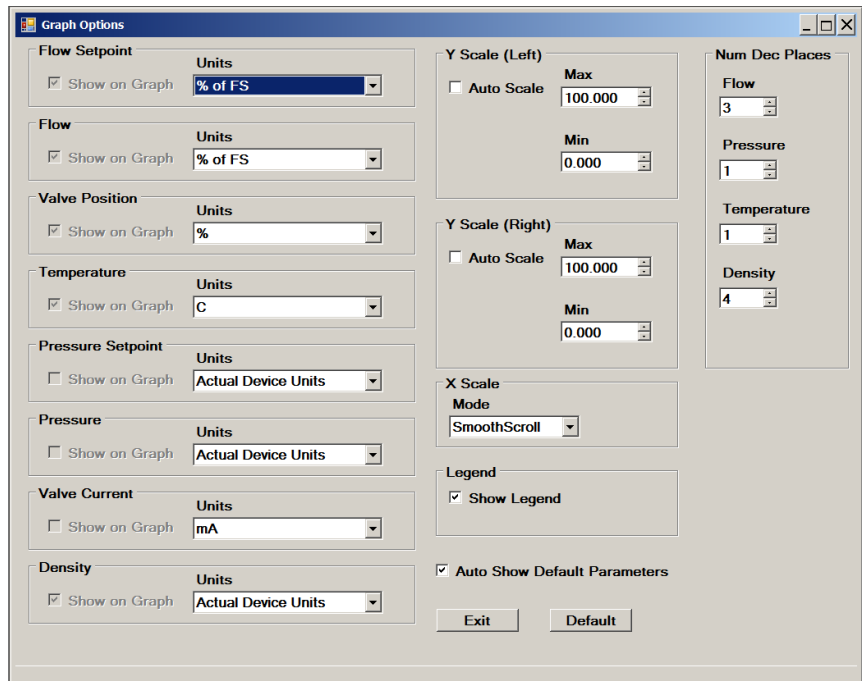 Graph Options
Flow Setpoint
Units
Show on Graph
% of FS
Flow
Units
Show on Graph
% of FS
Valve Position
Units
Show on Graph
%
Temperature
Units
Show on Graph
C
Pressure Setpoint
Units
Show on Graph
Actual Device Units
Pressure
Units
Show on Graph
Actual Device Units
Valve Current
Units
Show on Graph
mA
Density
Units
Show on Graph
Actual Device Units
Y Scale (Left)
Max
Auto Scale
100.000
Min
0.000
Y Scale (Right)
Max
Auto Scale
100.000
Min
0.000
X Scale
Mode
SmoothScroll
Legend
Show Legend
Auto Show Default Parameters
Exit
Default
Num Dec Places
Flow
3
Pressure
1
Temperature
1
Density
4